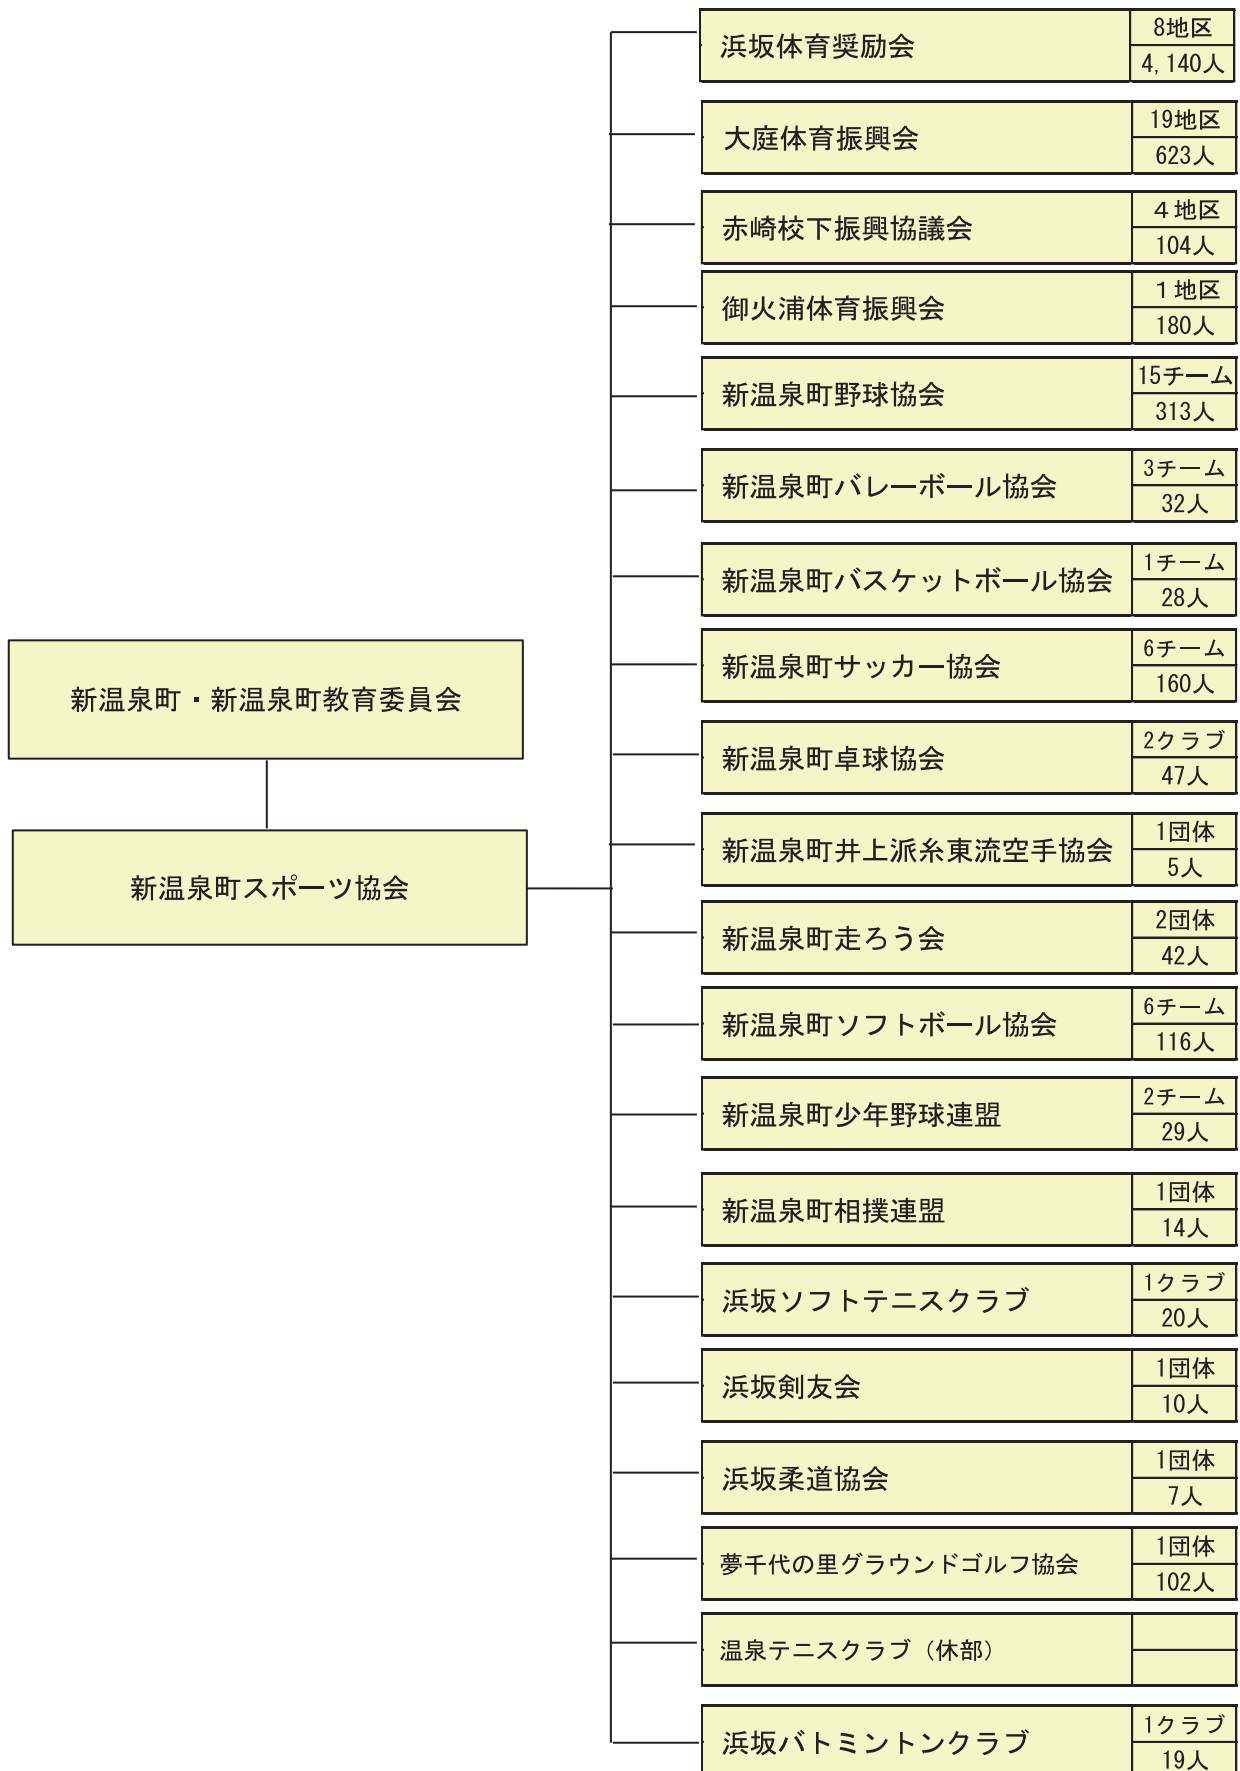 新温泉町・新温泉町教育委員会
新温泉町スポーツ協会
浜坂体育奨励会
8地区
4,140人
大庭体育振興会
19地区
623人
赤崎校下振興協議会
４地区
104人
御火浦体育振興会
１地区
180人
新温泉町野球協会
15チーム
313人
新温泉町バレーボール協会
3チーム
32人
新温泉町バスケットボール協会
1チーム
28人
新温泉町サッカー協会
6チーム
160人
新温泉町卓球協会
2クラブ
47人
新温泉町井上派糸東流空手協会
1団体
5人
新温泉町走ろう会
2団体
42人
新温泉町ソフトボール協会
6チーム
116人
新温泉町少年野球連盟
2チーム
29人
新温泉町相撲連盟
1団体
14人
浜坂ソフトテニスクラブ
1クラブ
20人
浜坂剣友会
1団体
10人
浜坂柔道協会
1団体
7人
夢千代の里グラウンドゴルフ協会
1団体
102人
温泉テニスクラブ（休部）
浜坂バトミントンクラブ
1クラブ
19人